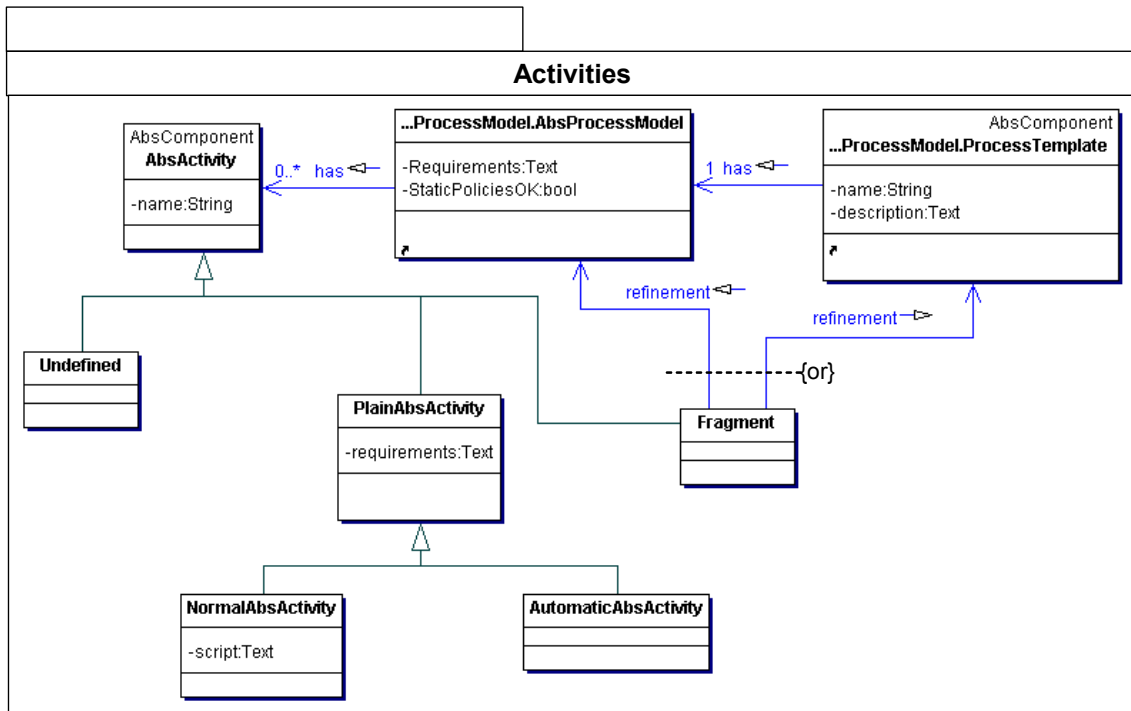 Activities
AbsComponent
AbsActivity
-name:String
0..* has
...ProcessModel.AbsProcessModel
-Requirements:Text
-StaticPoliciesOK:bool
1 has
AbsComponent
...ProcessModel.ProcessTemplate
-name:String
-description:Text
refinement
refinement
{or}
Undefined
PlainAbsActivity
-requirements:Text
Fragment
NormalAbsActivity
-script:Text
AutomaticAbsActivity